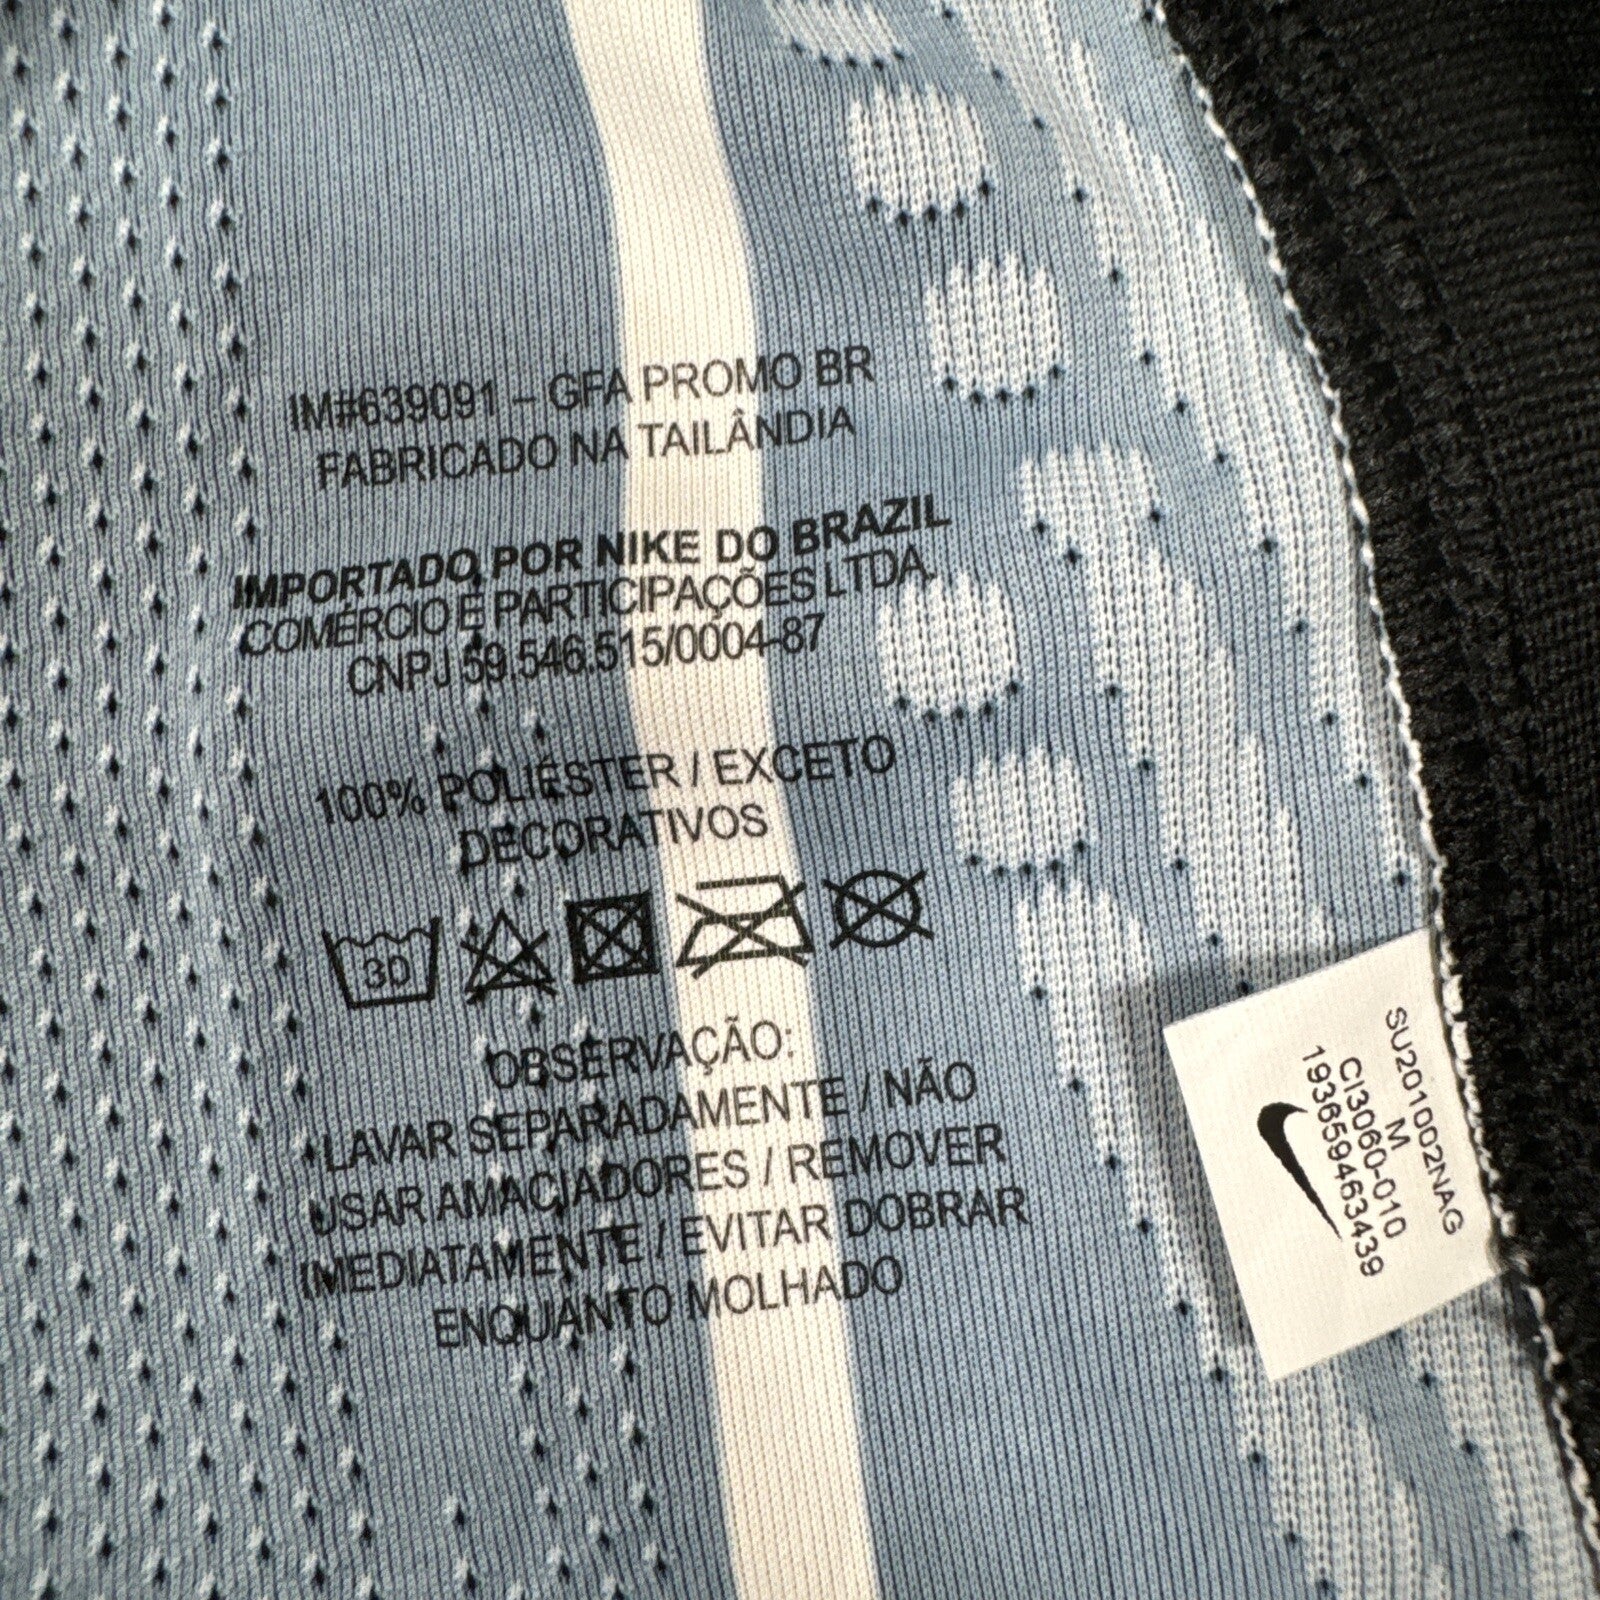 IM#639091 - GFA PROMO BR
FABRICADO NA TAILÂNDIA
IMPORTADO POR NIKE DO BRAZIL
COMÉRCIO E PARTICIPAÇÕES LTDA.
CNPJ 59.546.515/0004-87
100% POLIÉSTER / EXCETO
DECORATIVOS
30
OBSERVAÇÃO:
LAVAR SEPARADAMENTE / NÃO
USAR AMACIADORES / REMOVER
IMEDIATAMENTE / EVITAR DOBRAR
ENQUANTO MOLHADO
SU201002NAG
M
CI3060-010
193659463439